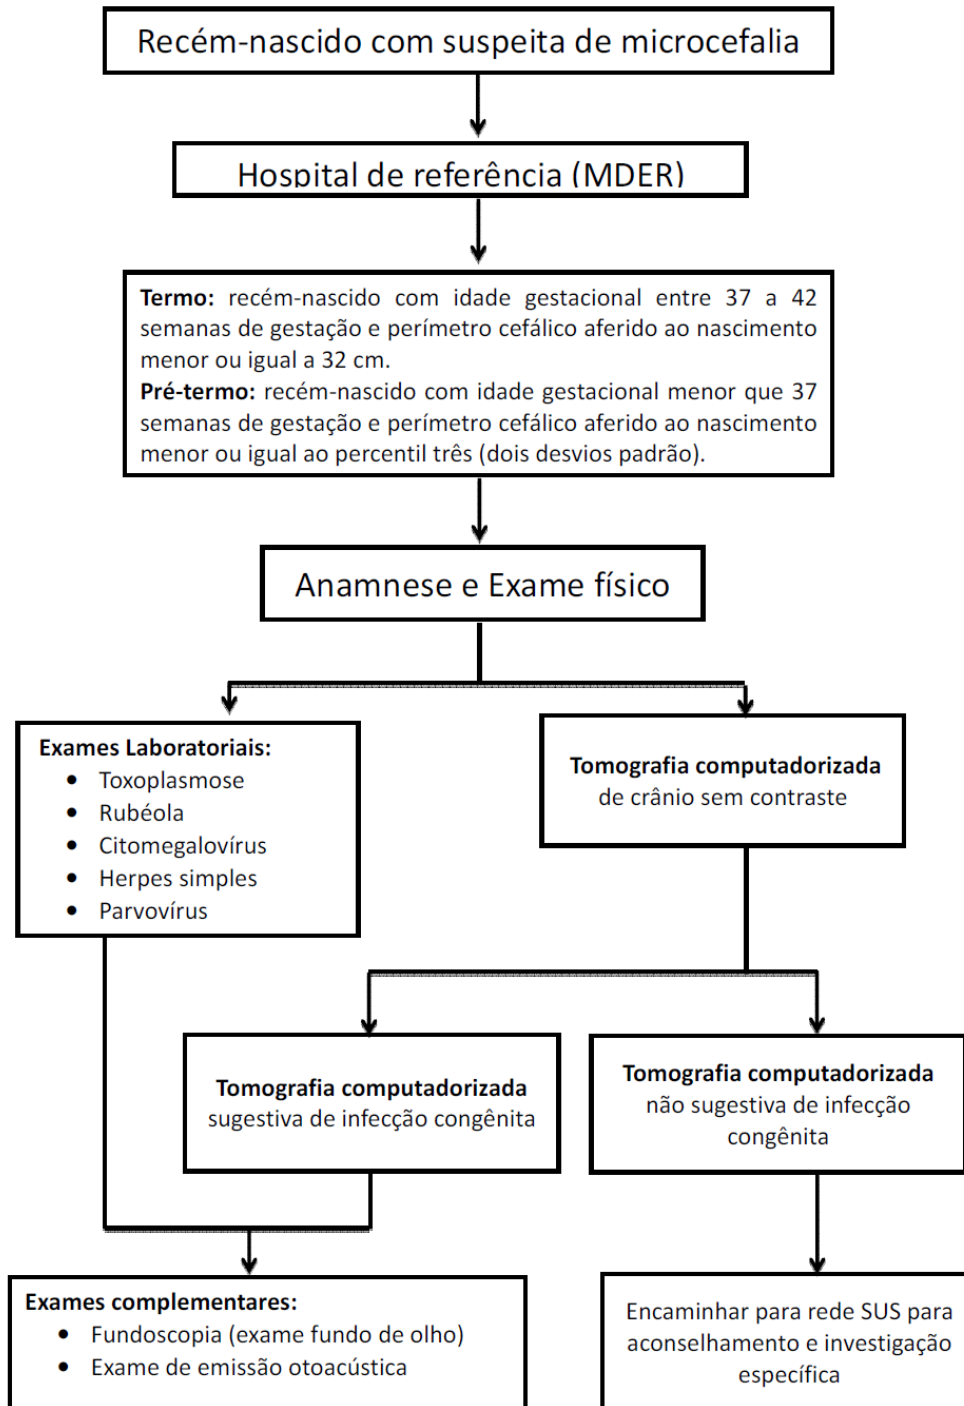 Recém-nascido com suspeita de microcefalia
Hospital de referência (MDER)
Termo: recém-nascido com idade gestacional entre 37 a 42
semanas de gestação e perímetro cefálico aferido ao nascimento
menor ou igual a 32 cm.
Pré-termo: recém-nascido com idade gestacional menor que 37
semanas de gestação e perímetro cefálico aferido ao nascimento
menor ou igual ao percentil três (dois desvios padrão).
Anamnese e Exame físico
Exames Laboratoriais:
• Toxoplasmose
• Rubéola
• Citomegalovírus
• Herpes simples
• Parvovírus
Tomografia computadorizada
de crânio sem contraste
Tomografia computadorizada
sugestiva de infecção congênita
Tomografia computadorizada
não sugestiva de infecção
congênita
Exames complementares:
• Fundoscopia (exame fundo de olho)
• Exame de emissão otoacústica
Encaminhar para rede SUS para
aconselhamento e investigação
específica